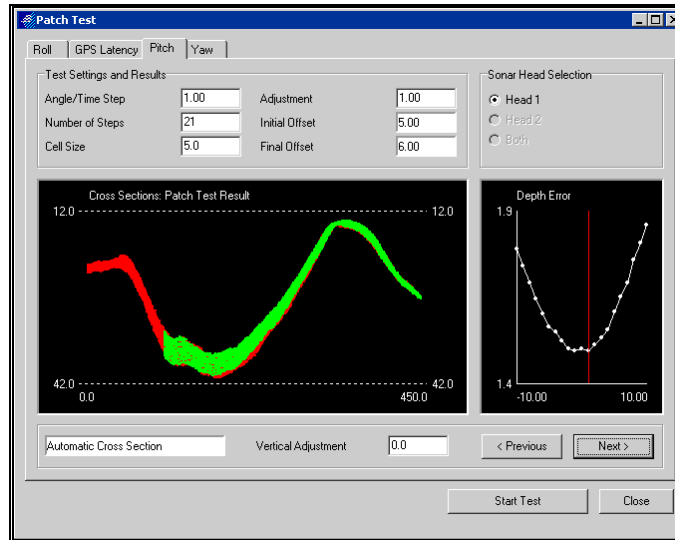 Patch Test
Roll GPS Latency Pitch Yaw
Test Settings and Results
Angle/Time Step 1.00 Adjustment 1.00
Number of Steps 21 Initial Offset 5.00
Cell Size 5.0 Final Offset 6.00
Sonar Head Selection
Head 1
Head 2
Both
Cross Sections: Patch Test Result
12.0 12.0
42.0 42.0
0.0 450.0
Depth Error
1.9
1.4
-10.00 10.00
Automatic Cross Section Vertical Adjustment 0.0 < Previous Next >
Start Test Close